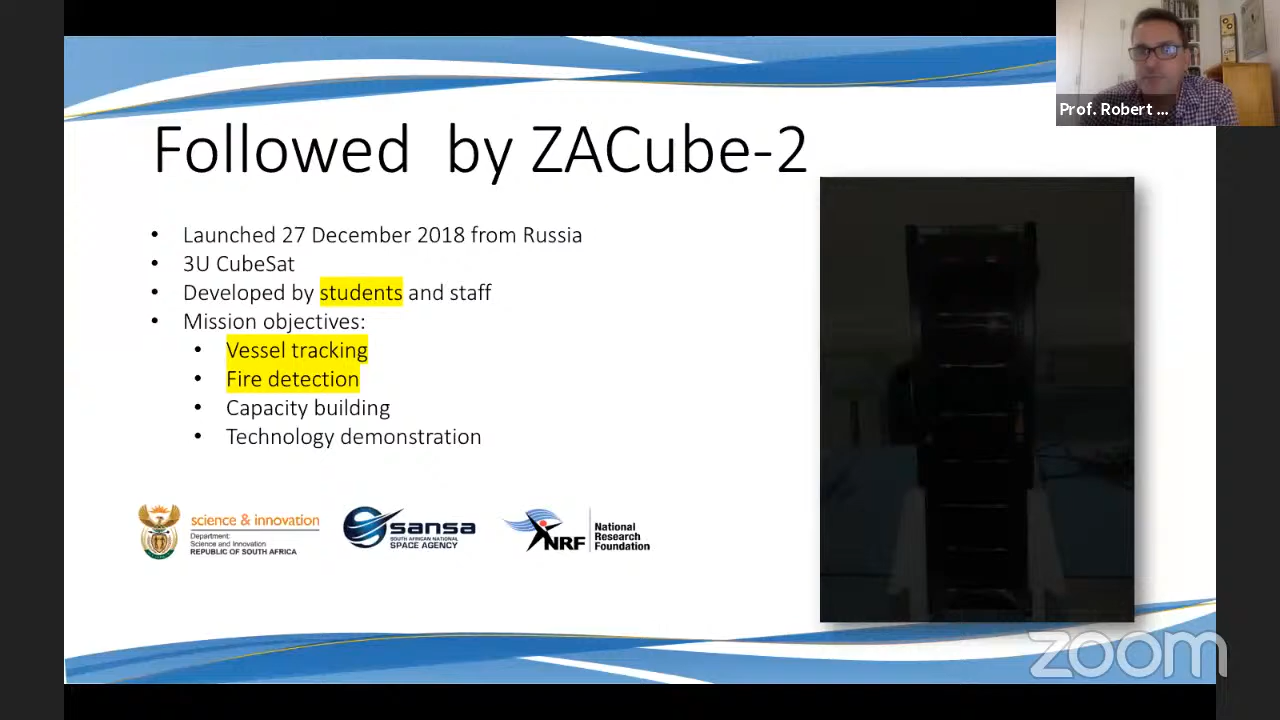 Prof. Robert ...
Followed by ZACube-2
• Launched 27 December 2018 from Russia
• 3U CubeSat
• Developed by students and staff
• Mission objectives:
• Vessel tracking
• Fire detection
• Capacity building
• Technology demonstration
science & innovation
Department:
Science and Innovation
REPUBLIC OF SOUTH AFRICA
sansa
SOUTH AFRICAN NATIONAL
SPACE AGENCY
NRF
National
Research
Foundation
zoom